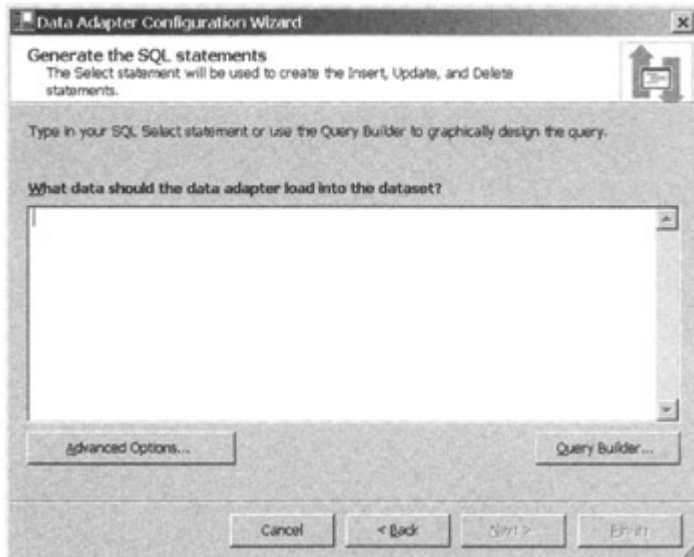 Data Adapter Configuration Wizard
Generate the SQL statements
The Select statement will be used to create the Insert, Update, and Delete
statements.
Type in your SQL Select statement or use the Query Builder to graphically design the query.
What data should the data adapter load into the dataset?
Advanced Options...
Query Builder...
Cancel
< Back
Next >
Finish